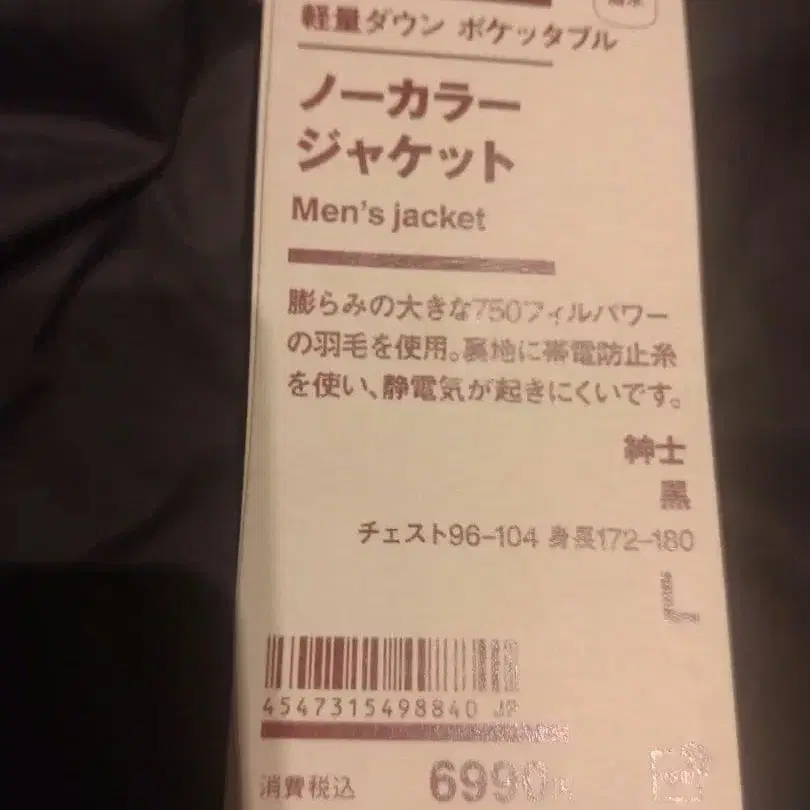 軽量ダウン ポケッタブル
ノーカラー
ジャケット
Men's jacket
膨らみの大きな750フィルパワー
の羽毛を使用。裏地に帯電防止糸
を使い、静電気が起きにくいです。
紳士
黒
チェスト96-104 身長172-180
L
4547315498840 JP
消費税込 6990